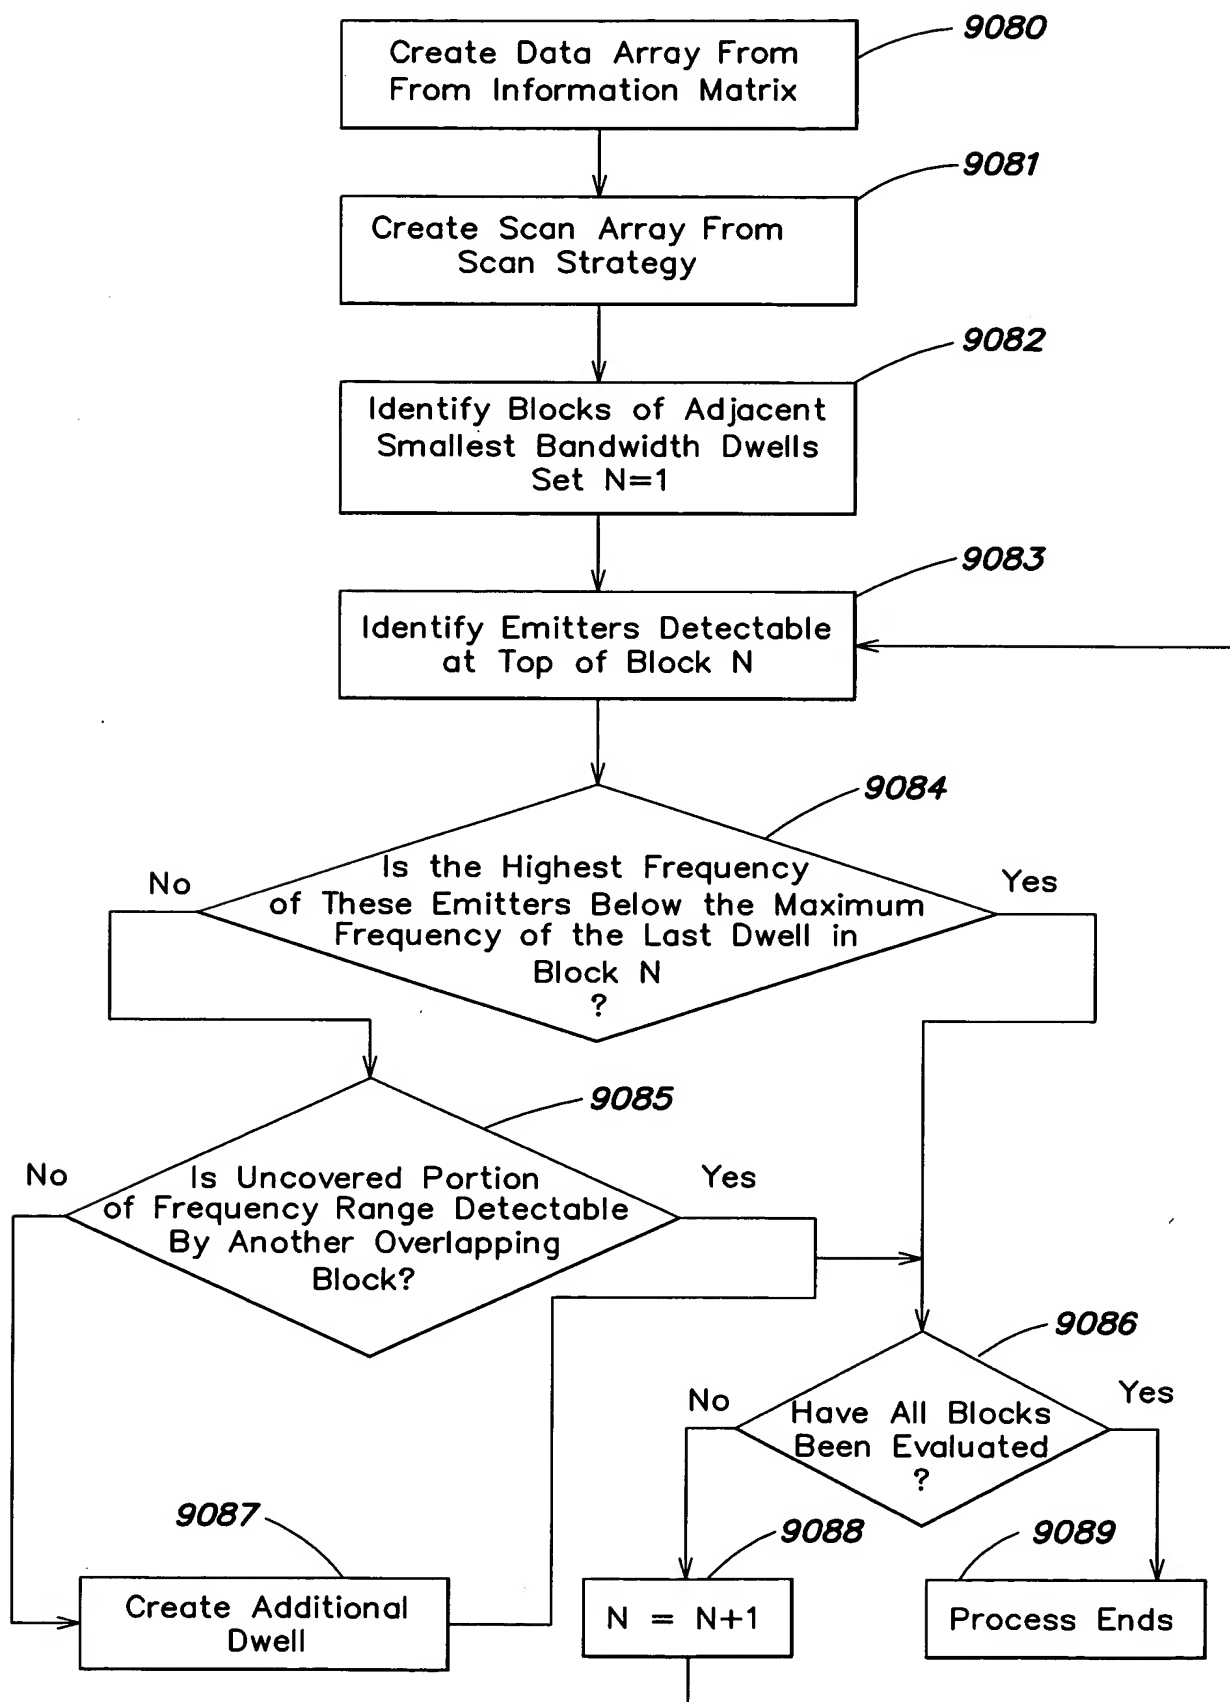 9080
Create Data Array From
From Information Matrix
9081
Create Scan Array From
Scan Strategy
9082
Identify Blocks of Adjacent
Smallest Bandwidth Dwells
Set N=1
9083
Identify Emitters Detectable
at Top of Block N
9084
No
Yes
Is the Highest Frequency
of These Emitters Below the Maximum
Frequency of the Last Dwell in
Block N
?
9085
No
Yes
Is Uncovered Portion
of Frequency Range Detectable
By Another Overlapping
Block?
9086
No
Yes
Have All Blocks
Been Evaluated
?
9087
Create Additional
Dwell
9088
N = N+1
9089
Process Ends